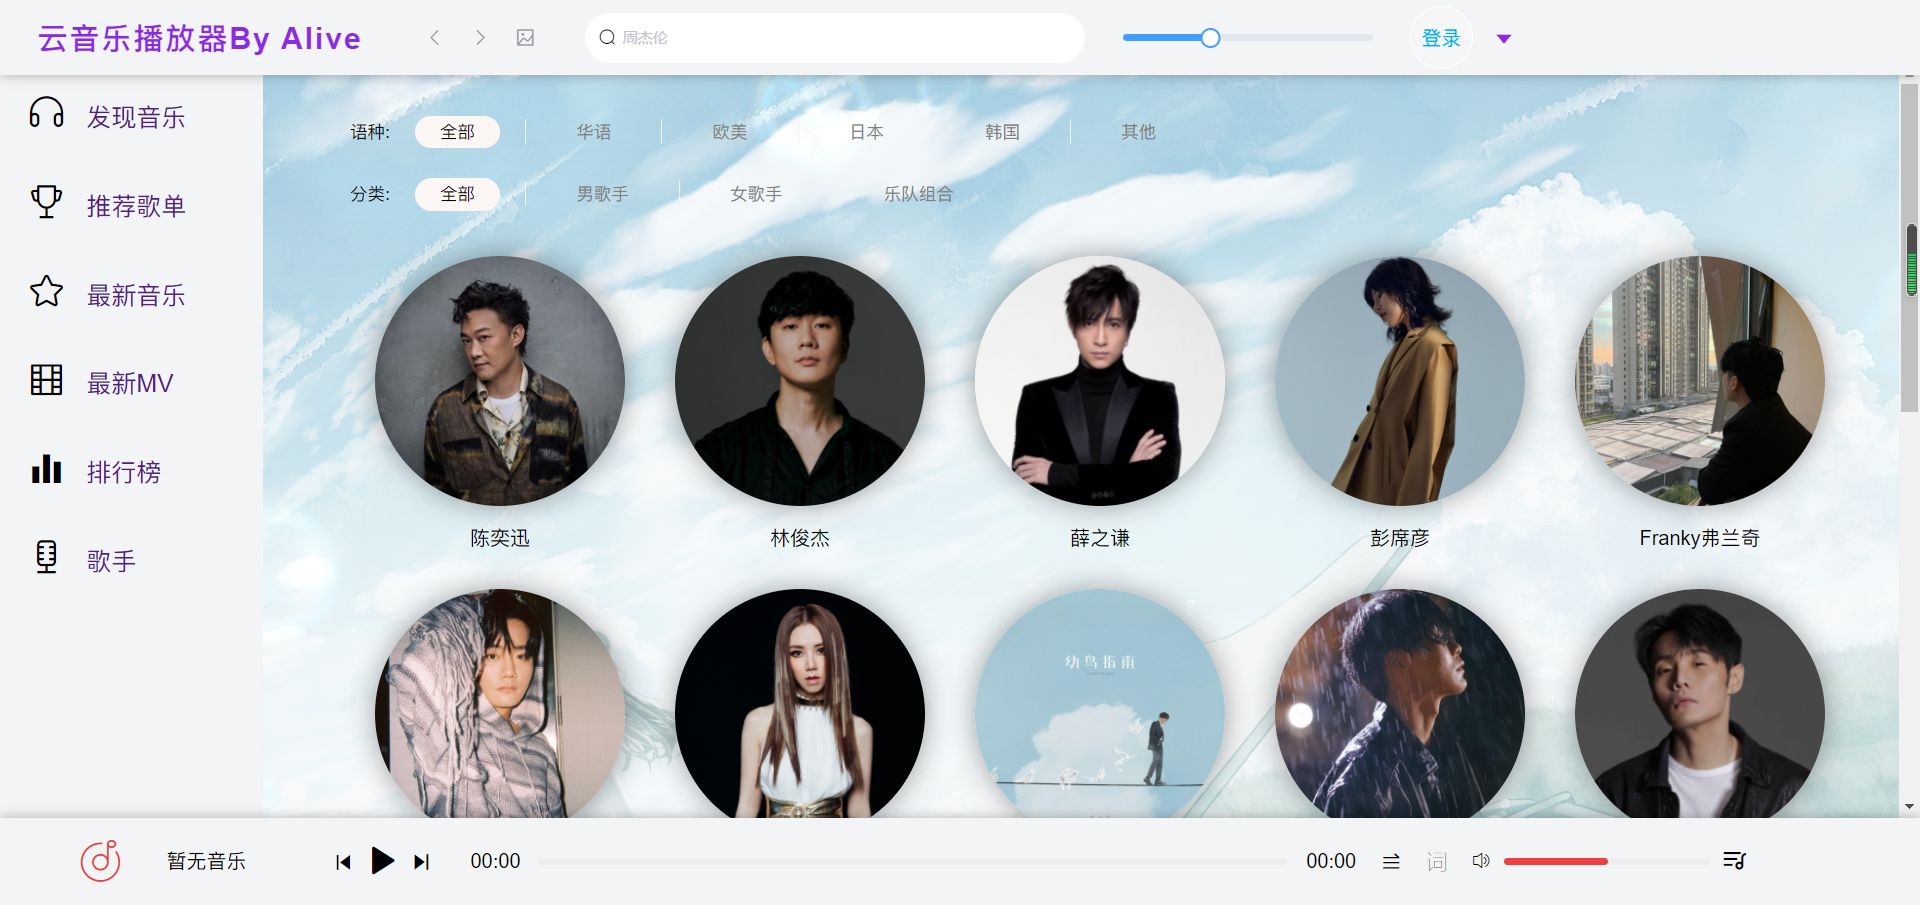 云音乐播放器By Alive
周杰伦
登录
发现音乐
推荐歌单
最新音乐
最新MV
排行榜
歌手
语种: 全部 华语 欧美 日本 韩国 其他
分类: 全部 男歌手 女歌手 乐队组合
陈奕迅 林俊杰 薛之谦 彭席彦 Franky弗兰奇
幼鸟指南
暂无音乐 00:00 00:00 词